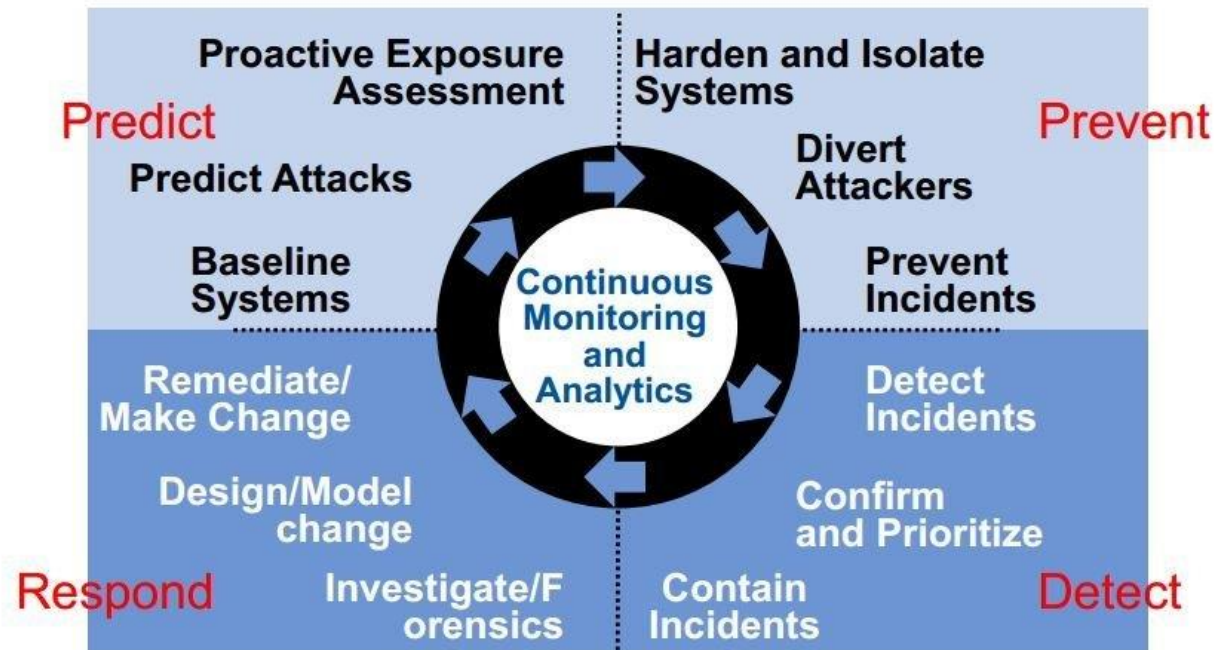 Proactive Exposure
Assessment
Harden and Isolate
Systems
Predict
Prevent
Predict Attacks
Divert
Attackers
Baseline
Systems
Prevent
Incidents
Continuous
Monitoring
and
Analytics
Remediate/
Make Change
Detect
Incidents
Design/Model
change
Confirm
and Prioritize
Respond
Investigate/F
orensics
Contain
Incidents
Detect